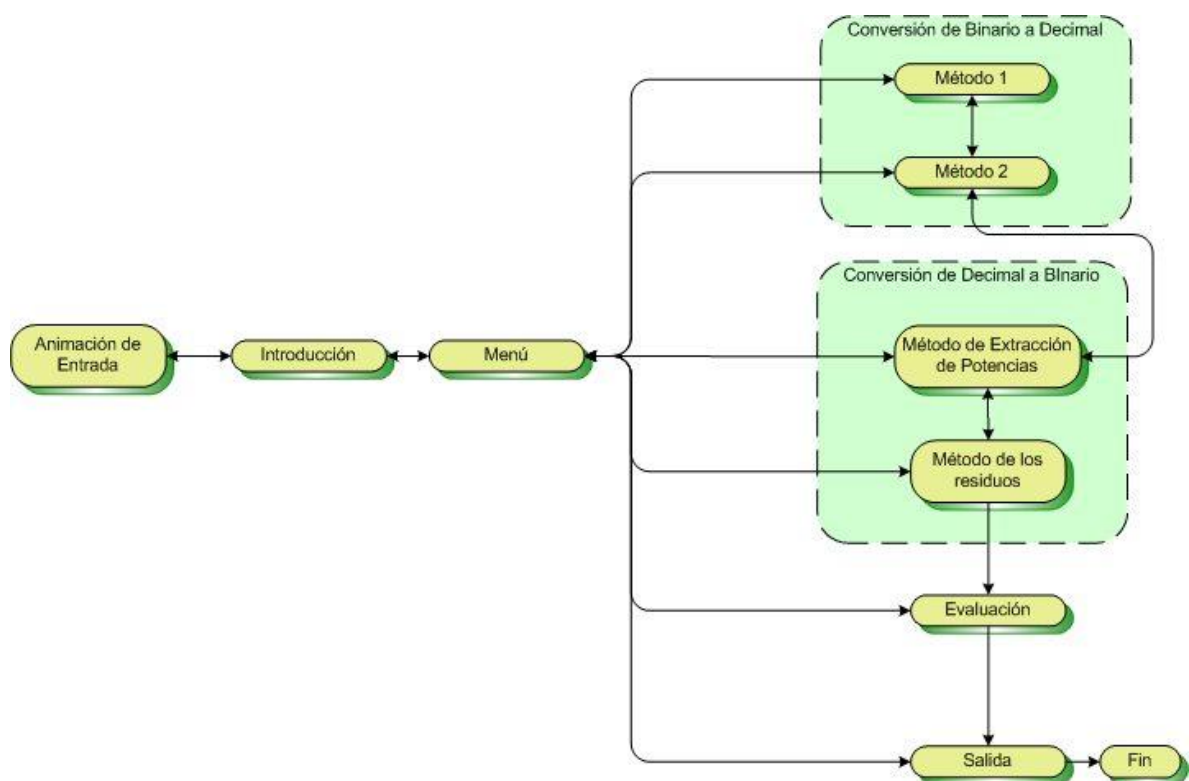 Conversión de Binario a Decimal
Método 1
Método 2
Conversión de Decimal a BInario
Animación de
Entrada
Introducción
Menú
Método de Extracción
de Potencias
Método de los
residuos
Evaluación
Salida
Fin